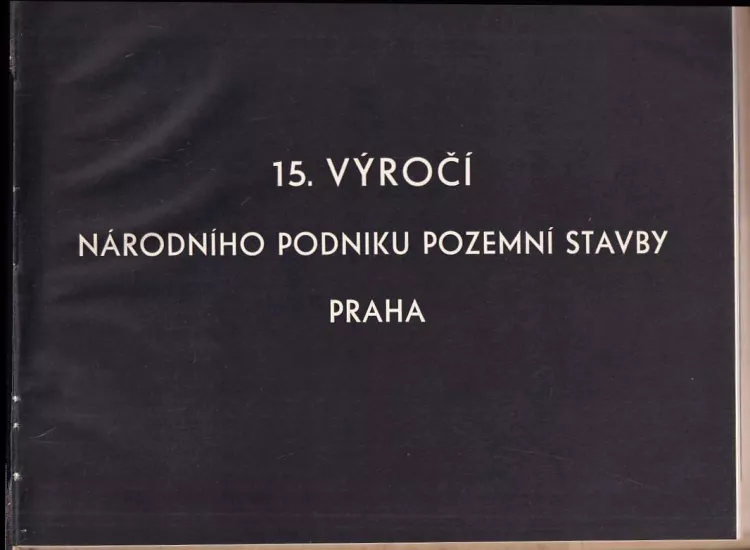 15. VÝROČÍ
NÁRODNÍHO PODNIKU POZEMNÍ STAVBY
PRAHA